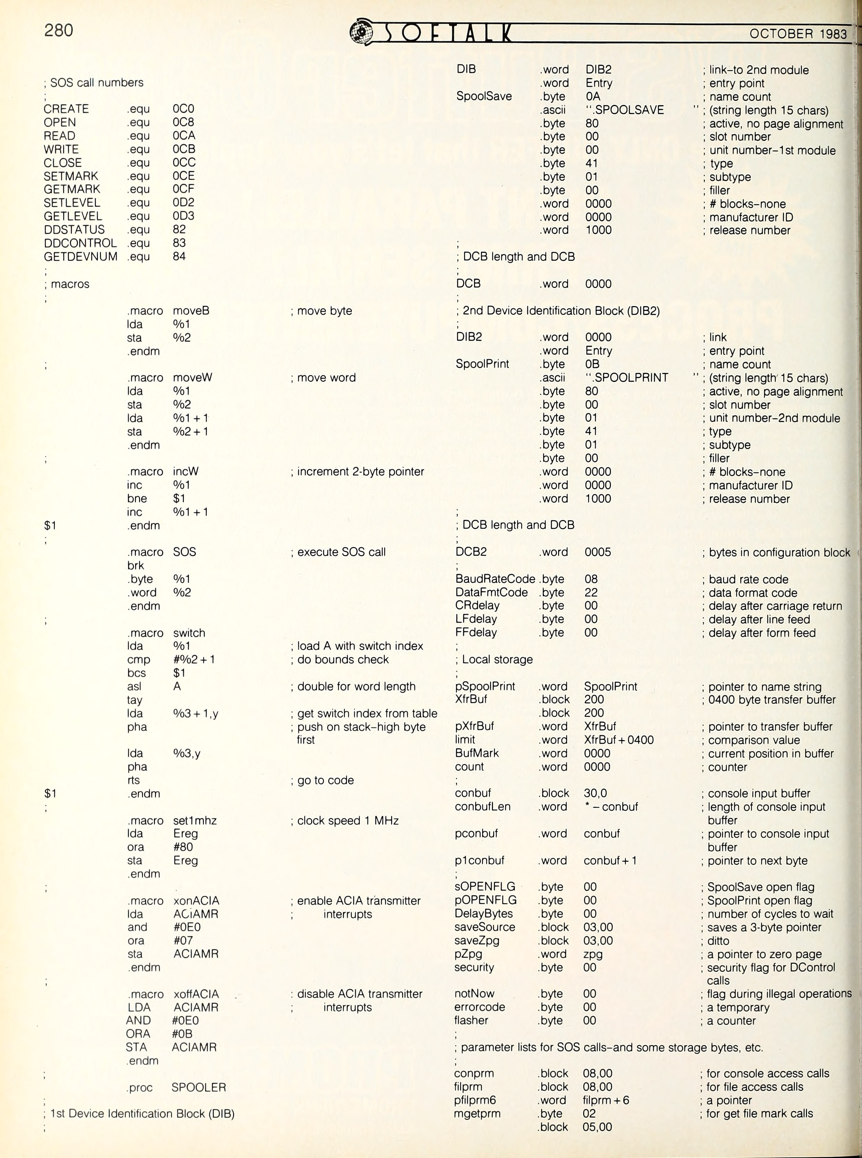 280
SOFTALK
OCTOBER 1983
; SOS call numbers
;
CREATE .equ 0C0
OPEN .equ 0C8
READ .equ 0CA
WRITE .equ 0CB
CLOSE .equ 0CC
SETMARK .equ 0CE
GETMARK .equ 0CF
SETLEVEL .equ 0D2
GETLEVEL .equ 0D3
DDSTATUS .equ 82
DDCONTROL .equ 83
GETDEVNUM .equ 84
;
; macros
;
.macro moveB ; move byte
lda %1
sta %2
.endm
;
.macro moveW ; move word
lda %1
sta %2
lda %1+1
sta %2+1
.endm
;
.macro incW ; increment 2-byte pointer
inc %1
bne $1
inc %1+1
$1 .endm
;
.macro SOS ; execute SOS call
brk
.byte %1
.word %2
.endm
;
.macro switch
lda %1 ; load A with switch index
cmp #%2+1 ; do bounds check
bcs $1
asl A ; double for word length
tay
lda %3+1,y ; get switch index from table
pha ; push on stack–high byte
first
lda %3,y
pha
rts ; go to code
$1 .endm
;
.macro set1mhz ; clock speed 1 MHz
lda Ereg
ora #80
sta Ereg
.endm
;
.macro xonACIA ; enable ACIA transmitter
lda ACiAMR ; interrupts
and #0E0
ora #07
sta ACIAMR
.endm
;
.macro xoffACIA : disable ACIA transmitter
LDA ACIAMR ; interrupts
AND #0E0
ORA #0B
STA ACIAMR
.endm
;
.proc SPOOLER
;
; 1st Device Identification Block (DIB)
;
DIB .word DIB2 ; link–to 2nd module
.word Entry ; entry point
SpoolSave .byte 0A ; name count
.ascii ".SPOOLSAVE " ; (string length 15 chars)
.byte 80 ; active, no page alignment
.byte 00 ; slot number
.byte 00 ; unit number–1st module
.byte 41 ; type
.byte 01 ; subtype
.byte 00 ; filler
.word 0000 ; # blocks–none
.word 0000 ; manufacturer ID
.word 1000 ; release number
;
; DCB length and DCB
;
DCB .word 0000
;
; 2nd Device Identification Block (DIB2)
;
DIB2 .word 0000 ; link
.word Entry ; entry point
SpoolPrint .byte 0B ; name count
.ascii ".SPOOLPRINT " ; (string length 15 chars)
.byte 80 ; active, no page alignment
.byte 00 ; slot number
.byte 01 ; unit number–2nd module
.byte 41 ; type
.byte 01 ; subtype
.byte 00 ; filler
.word 0000 ; # blocks–none
.word 0000 ; manufacturer ID
.word 1000 ; release number
;
; DCB length and DCB
;
DCB2 .word 0005 ; bytes in configuration block
;
BaudRateCode .byte 08 ; baud rate code
DataFmtCode .byte 22 ; data format code
CRdelay .byte 00 ; delay after carriage return
LFdelay .byte 00 ; delay after line feed
FFdelay .byte 00 ; delay after form feed
;
; Local storage
;
pSpoolPrint .word SpoolPrint ; pointer to name string
XfrBuf .block 200 ; 0400 byte transfer buffer
.block 200
pXfrBuf .word XfrBuf ; pointer to transfer buffer
limit .word XfrBuf+0400 ; comparison value
BufMark .word 0000 ; current position in buffer
count .word 0000 ; counter
;
conbuf .block 30,0 ; console input buffer
conbufLen .word * – conbuf ; length of console input
buffer
pconbuf .word conbuf ; pointer to console input
buffer
p1conbuf .word conbuf+1 ; pointer to next byte
;
sOPENFLG .byte 00 ; SpoolSave open flag
pOPENFLG .byte 00 ; SpoolPrint open flag
DelayBytes .byte 00 ; number of cycles to wait
saveSource .block 03,00 ; saves a 3-byte pointer
saveZpg .block 03,00 ; ditto
pZpg .word zpg ; a pointer to zero page
security .byte 00 ; security flag for DControl
calls
notNow .byte 00 ; flag during illegal operations
errorcode .byte 00 ; a temporary
flasher .byte 00 ; a counter
;
; parameter lists for SOS calls–and some storage bytes, etc.
;
conprm .block 08,00 ; for console access calls
filprm .block 08,00 ; for file access calls
pfilprm6 .word filprm+6 ; a pointer
mgetprm .byte 02 ; for get file mark calls
.block 05,00